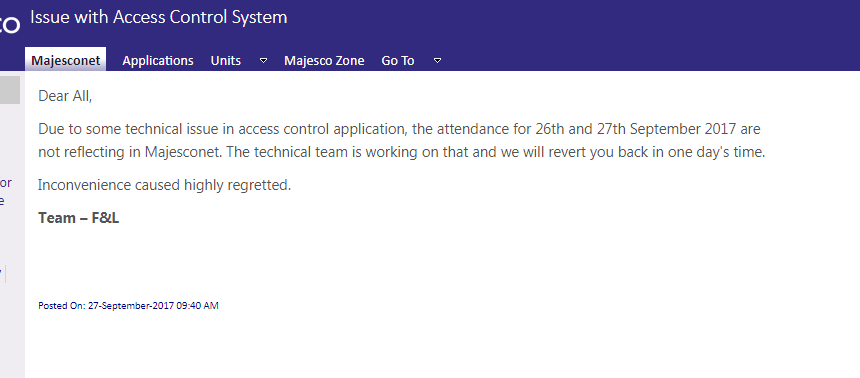 co
Issue with Access Control System
Majesconet Applications Units Majesco Zone Go To
Dear All,
Due to some technical issue in access control application, the attendance for 26th and 27th September 2017 are
not reflecting in Majesconet. The technical team is working on that and we will revert you back in one day's time.
or
Inconvenience caused highly regretted.
e
Team – F&L
Posted On: 27-September-2017 09:40 AM